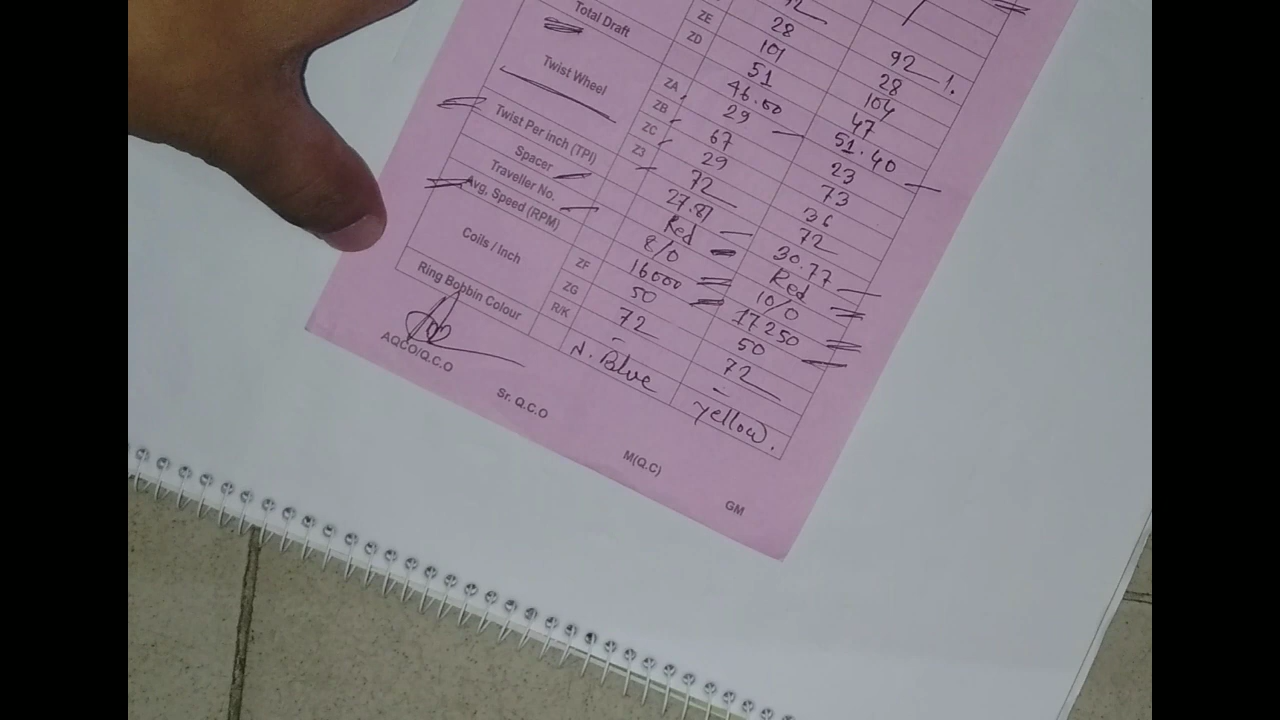 92
28 28
ZE 101 104
ZD 51 47
Total Draft 46.50 51.40
Twist Wheel ZA 29 23
ZB 67 73
ZC 29 36
Z3 72 72
Twist Per Inch (TPI) 27.81 30.77
Spacer Red Red
Traveller No. 8/0 10/0
Avg, Speed (RPM) 16000 17250
Coils / Inch ZF 50 50
ZG 72 72
R/K - -
Ring Bobbin Colour N. Blue yellow.
AQCO/Q.C.O Sr. Q.C.O M(Q.C) GM